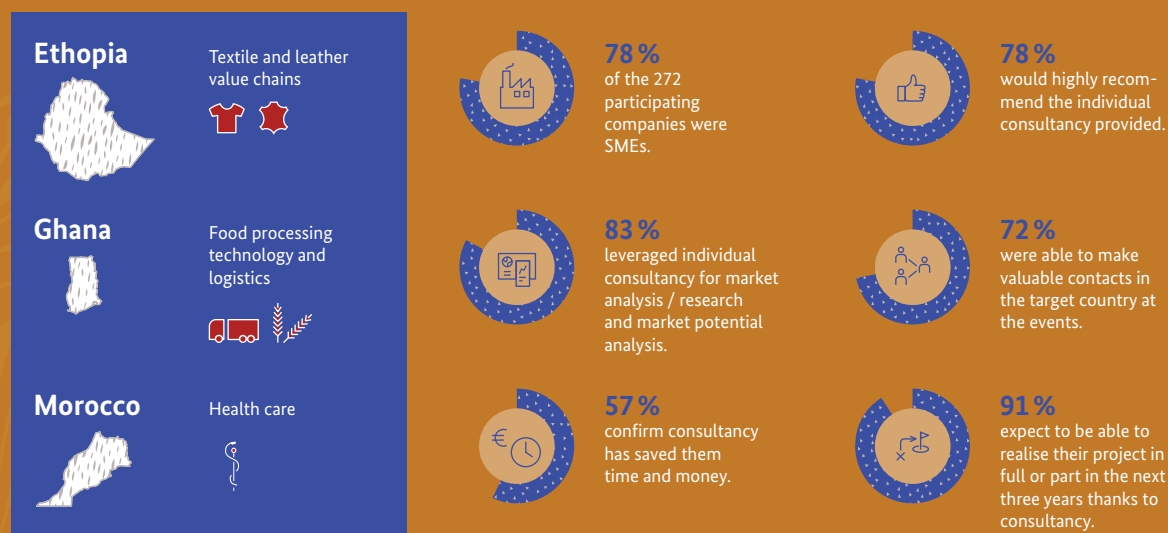 Ethopia
Textile and leather
value chains
Ghana
Food processing
technology and
logistics
Morocco
Health care
78 %
of the 272
participating
companies were
SMEs.
78 %
would highly recom-
mend the individual
consultancy provided.
83 %
leveraged individual
consultancy for market
analysis / research
and market potential
analysis.
72 %
were able to make
valuable contacts in
the target country at
the events.
57 %
confirm consultancy
has saved them
time and money.
91 %
expect to be able to
realise their project in
full or part in the next
three years thanks to
consultancy.